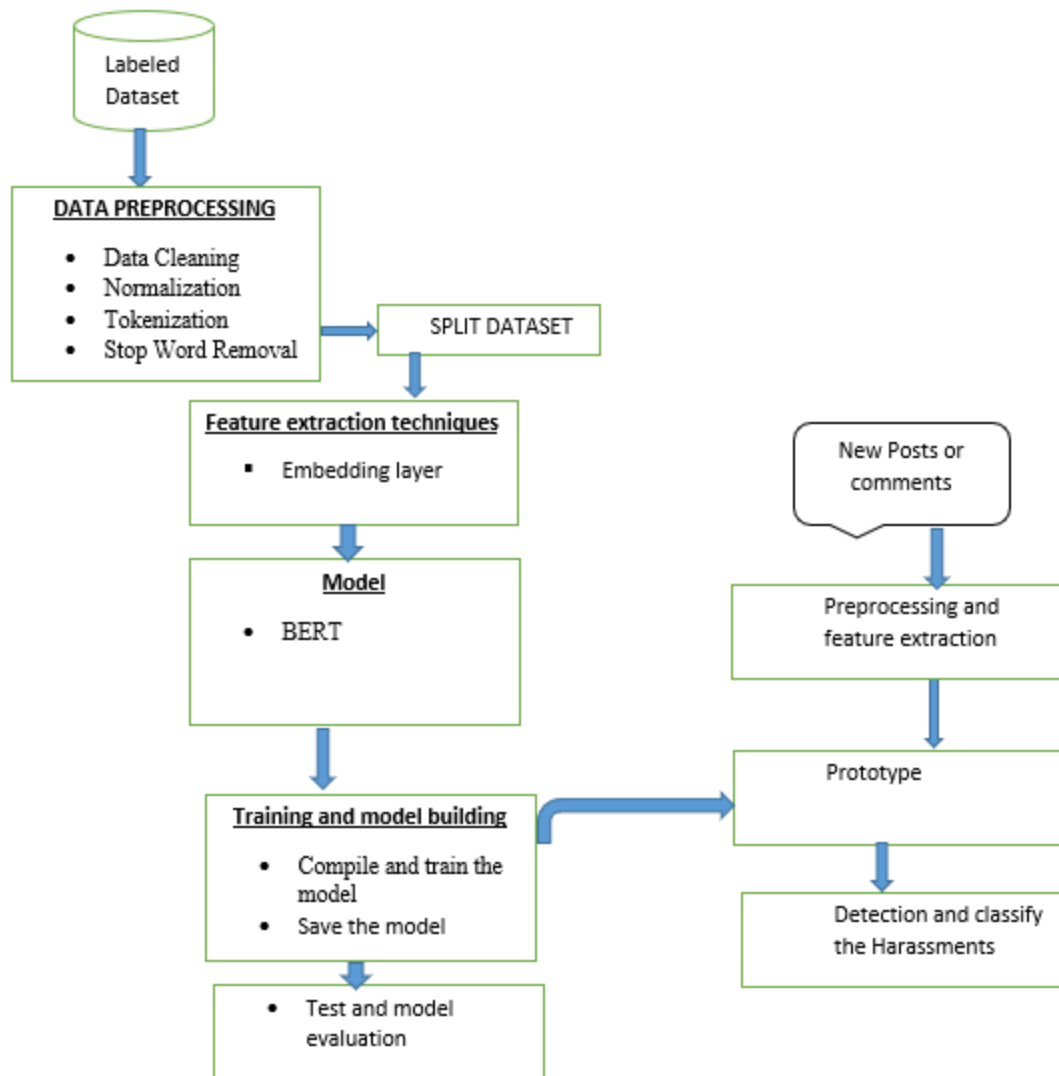 Labeled
Dataset
DATA PREPROCESSING
• Data Cleaning
• Normalization
• Tokenization
• Stop Word Removal
SPLIT DATASET
Feature extraction techniques
▪ Embedding layer
Model
• BERT
Training and model building
• Compile and train the
model
• Save the model
• Test and model
evaluation
New Posts or
comments
Preprocessing and
feature extraction
Prototype
Detection and classify
the Harassments